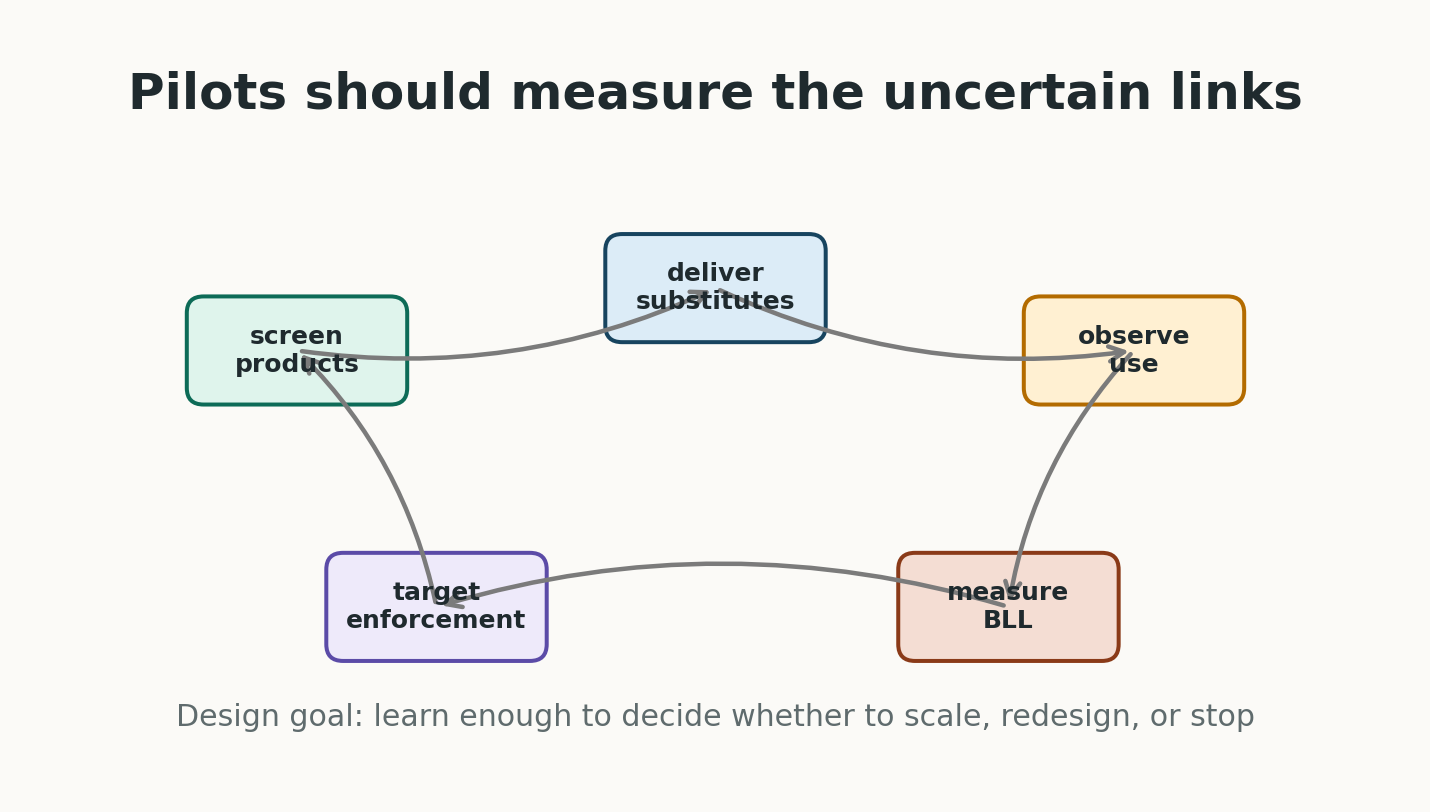 Pilots should measure the uncertain links
deliver
substitutes
screen
products
observe
use
target
enforcement
measure
BLL
Design goal: learn enough to decide whether to scale, redesign, or stop